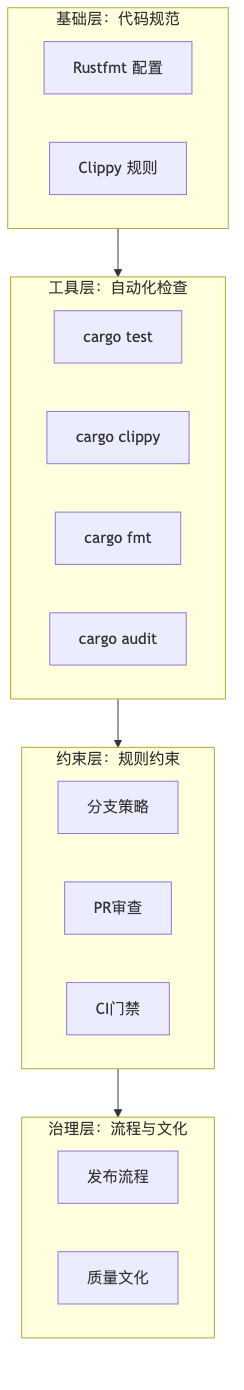 基础层：代码规范
Rustfmt 配置
Clippy 规则
工具层：自动化检查
cargo test
cargo clippy
cargo fmt
cargo audit
约束层：规则约束
分支策略
PR审查
CI门禁
治理层：流程与文化
发布流程
质量文化